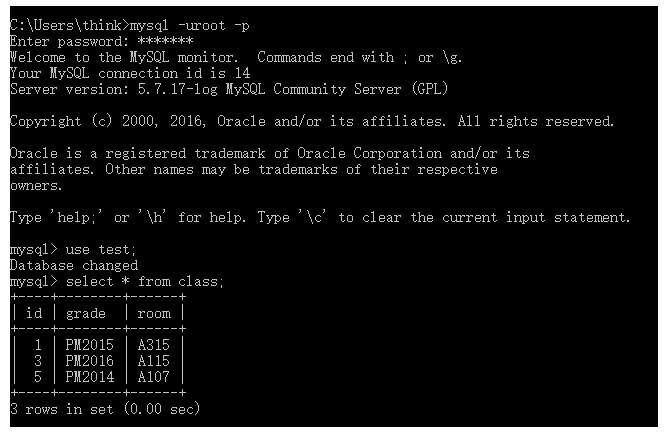 C:\Users\think>mysql -uroot -p
Enter password: *******
Welcome to the MySQL monitor.  Commands end with ; or \g.
Your MySQL connection id is 14
Server version: 5.7.17-log MySQL Community Server (GPL)
Copyright (c) 2000, 2016, Oracle and/or its affiliates. All rights reserved.
Oracle is a registered trademark of Oracle Corporation and/or its
affiliates. Other names may be trademarks of their respective
owners.
Type 'help;' or '\h' for help. Type '\c' to clear the current input statement.
mysql> use test;
Database changed
mysql> select * from class;
+----+--------+------+
| id | grade  | room |
+----+--------+------+
|  1 | PM2015 | A315 |
|  3 | PM2016 | A115 |
|  5 | PM2014 | A107 |
+----+--------+------+
3 rows in set (0.00 sec)